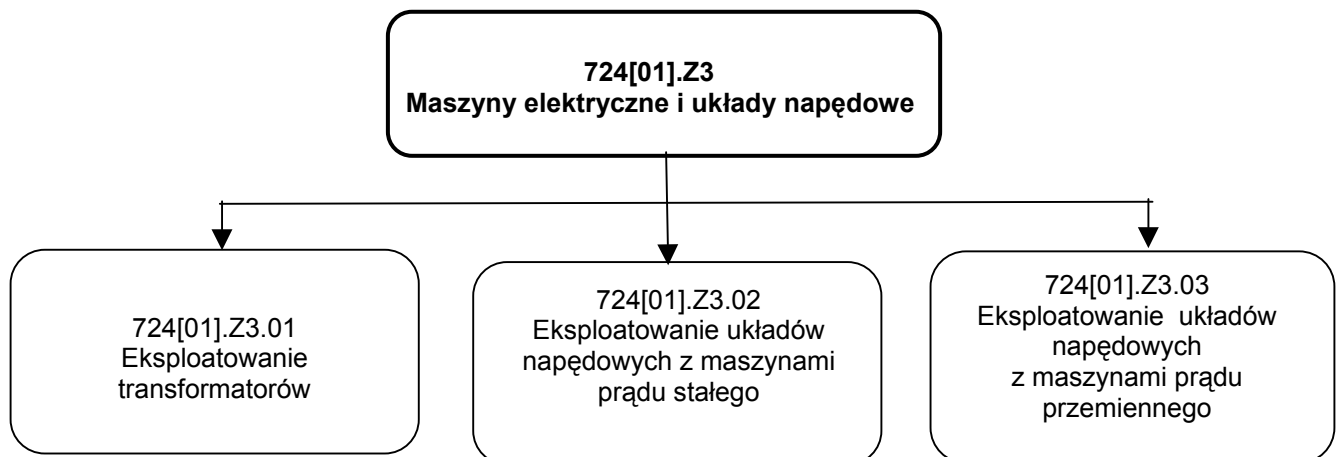 724[01].Z3
Maszyny elektryczne i układy napędowe
724[01].Z3.01
Eksploatowanie
transformatorów
724[01].Z3.02
Eksploatowanie układów
napędowych z maszynami
prądu stałego
724[01].Z3.03
Eksploatowanie układów
napędowych
z maszynami prądu
przemiennego